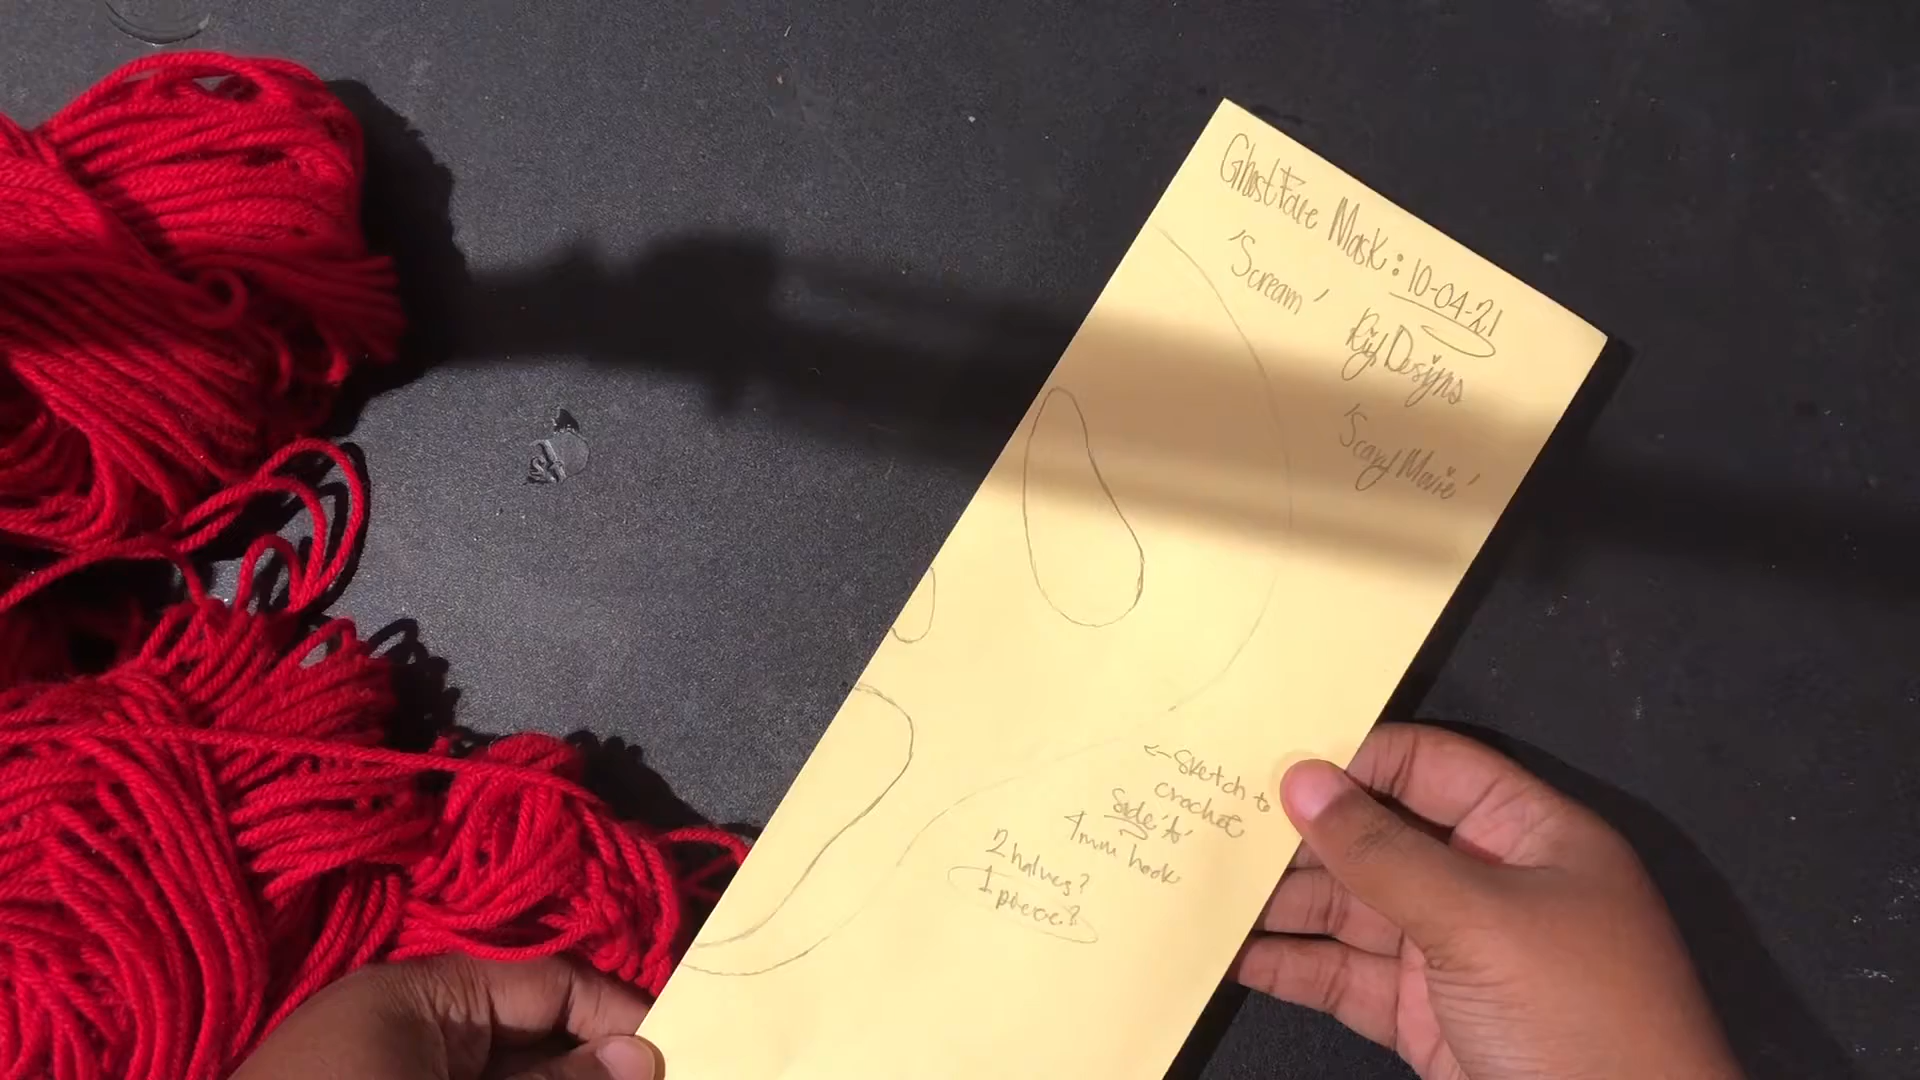 GhostFace Mask: 10-04-21
'Scream'
Designs
'Scary Movie'
← Sketch to
crochet
Side 'to'
4mm hook
2 halves?
1 piece?